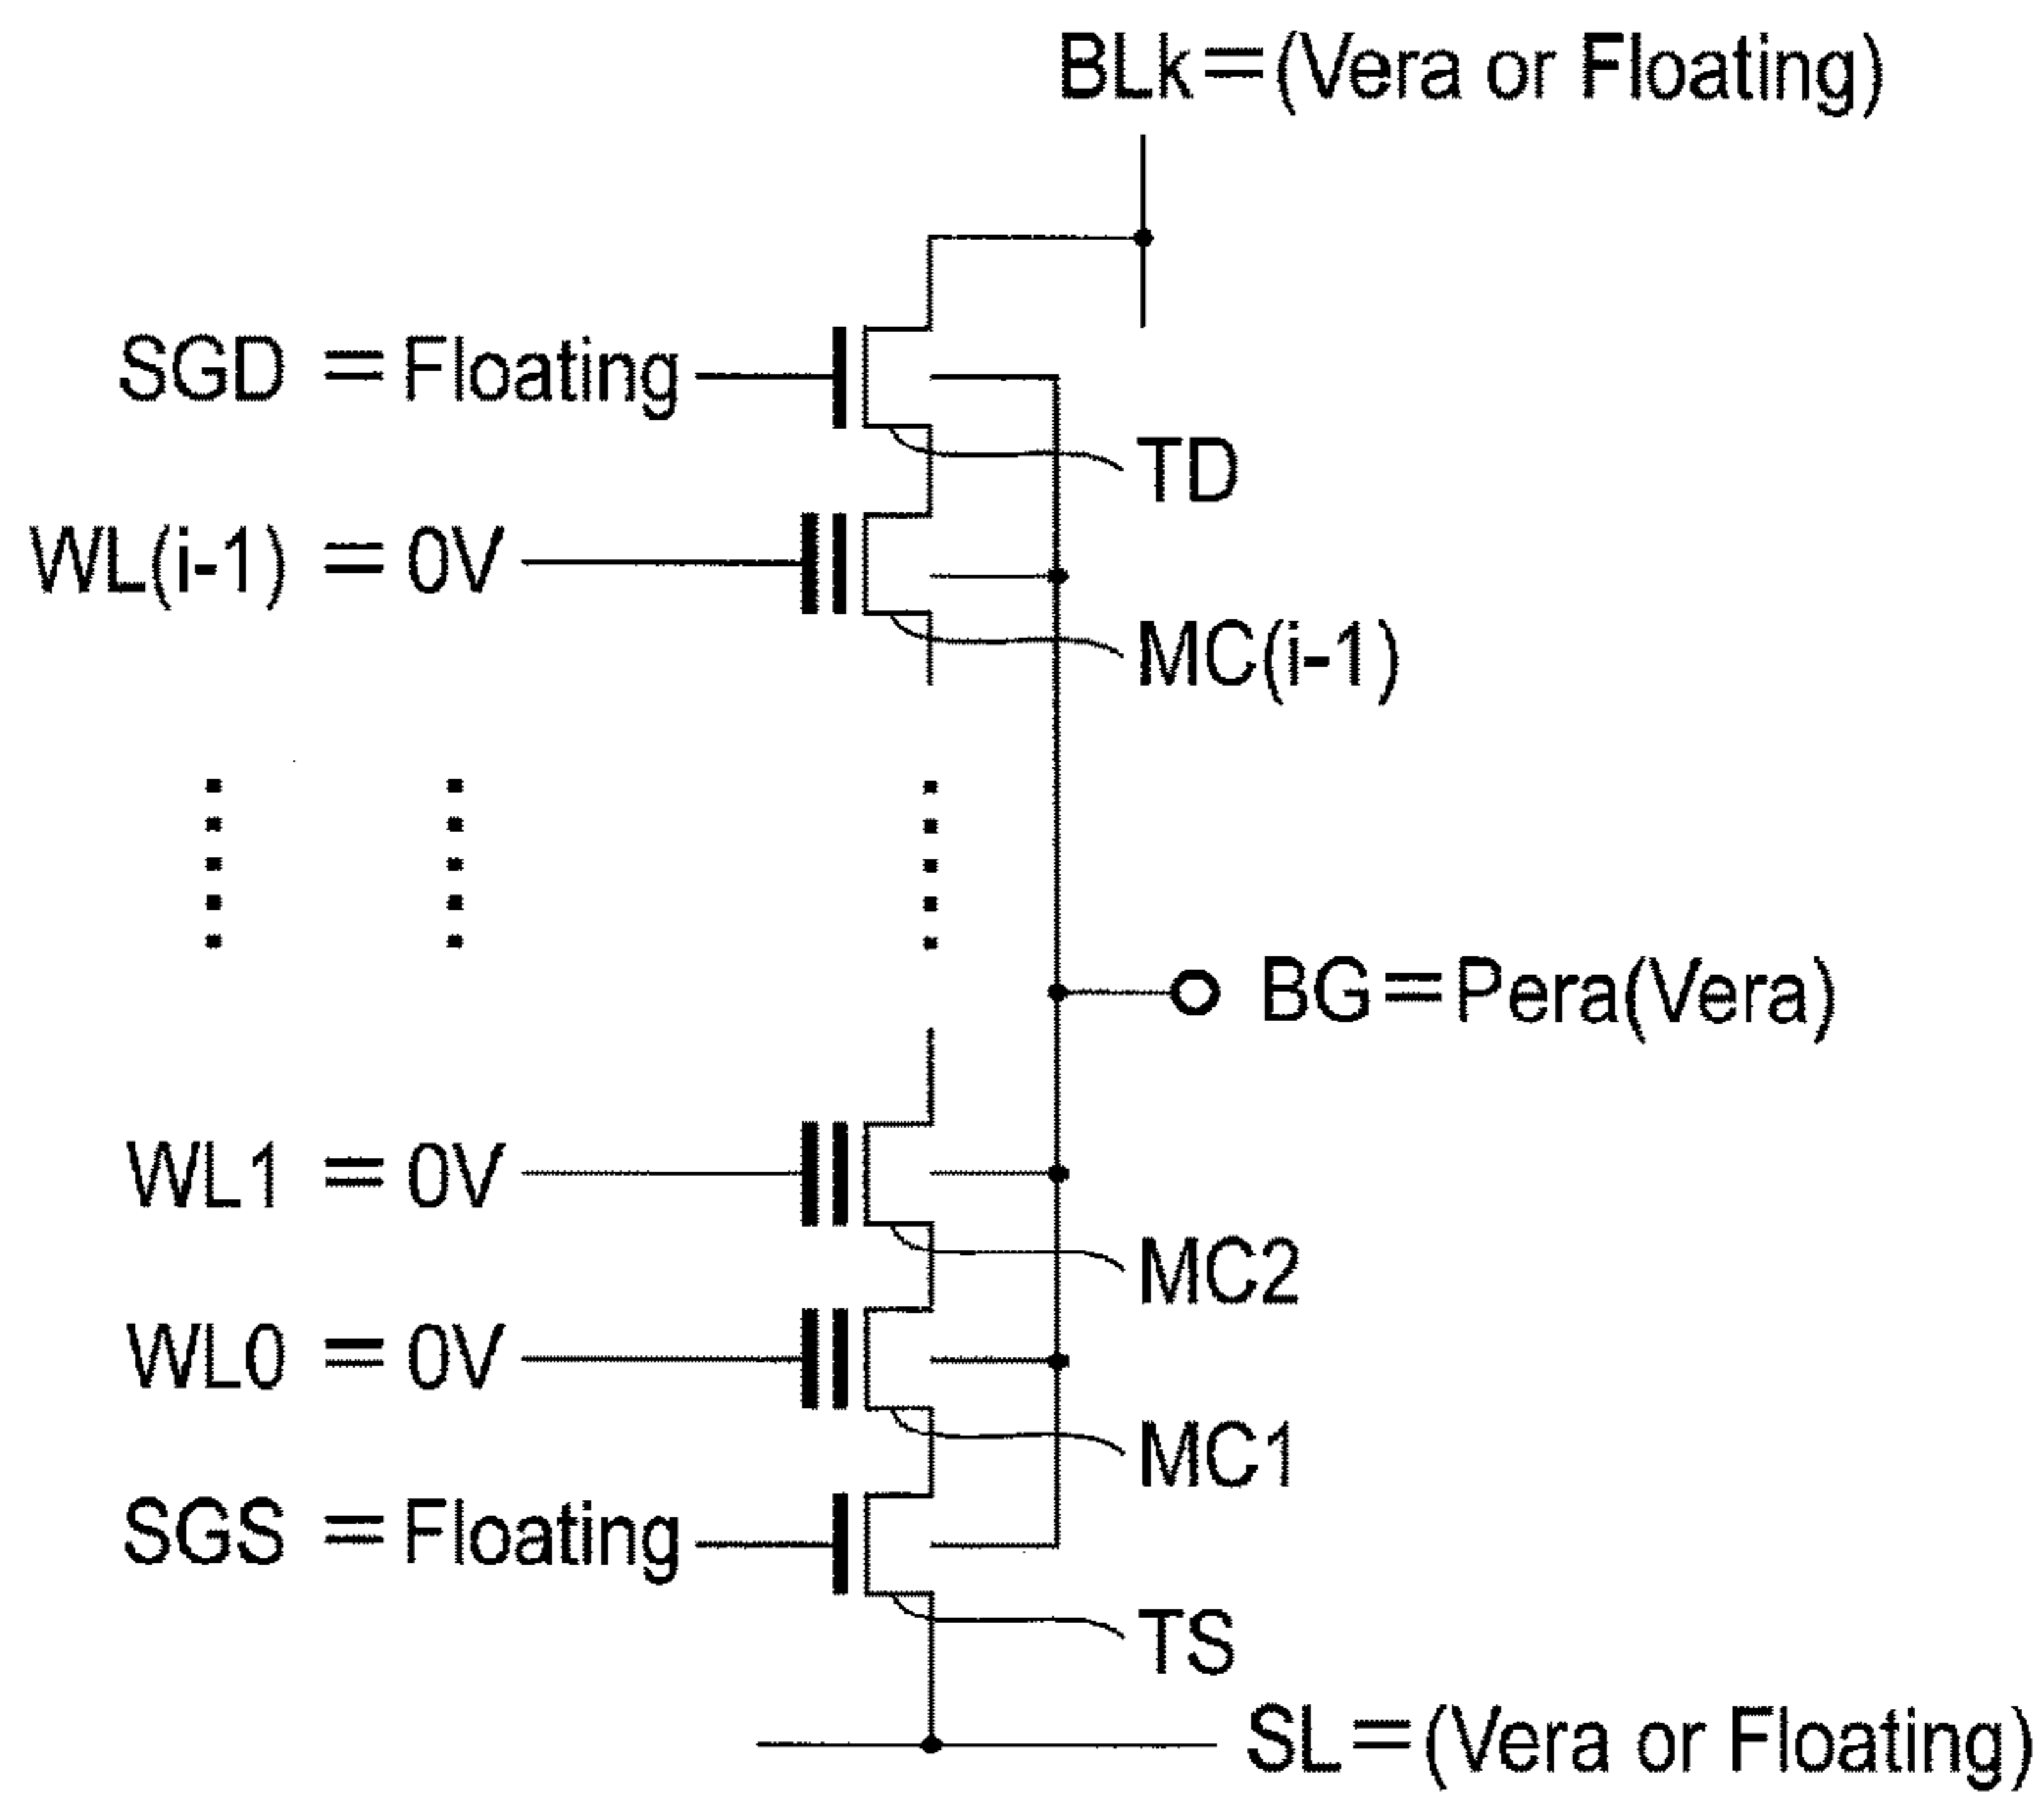 BLk=(Vera or Floating)
SGD = Floating
TD
WL(i-1) = 0V
MC(i-1)
BG=Pera(Vera)
WL1 = 0V
MC2
WL0 = 0V
MC1
SGS = Floating
TS
SL=(Vera or Floating)